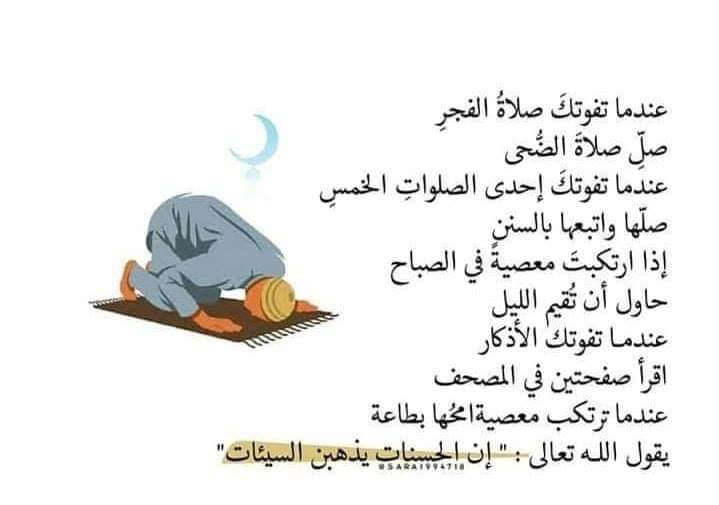 عندما تفوتكَ صلاةُ الفجرِ
صلِّ صلاةَ الضُّحى
عندما تفوتكَ إحدى الصلواتِ الخمسِ
صلّها واتبعها بالسنن
إذا ارتكبتَ معصيةً في الصباح
حاول أن تُقيم الليل
عندما تفوتك الأذكار
اقرأ صفحتين في المصحف
عندما ترتكب معصيةامحُها بطاعة
يقول اللـه تعالى : " إن الحسنات يذهبن السيئات "
@SARA1994718